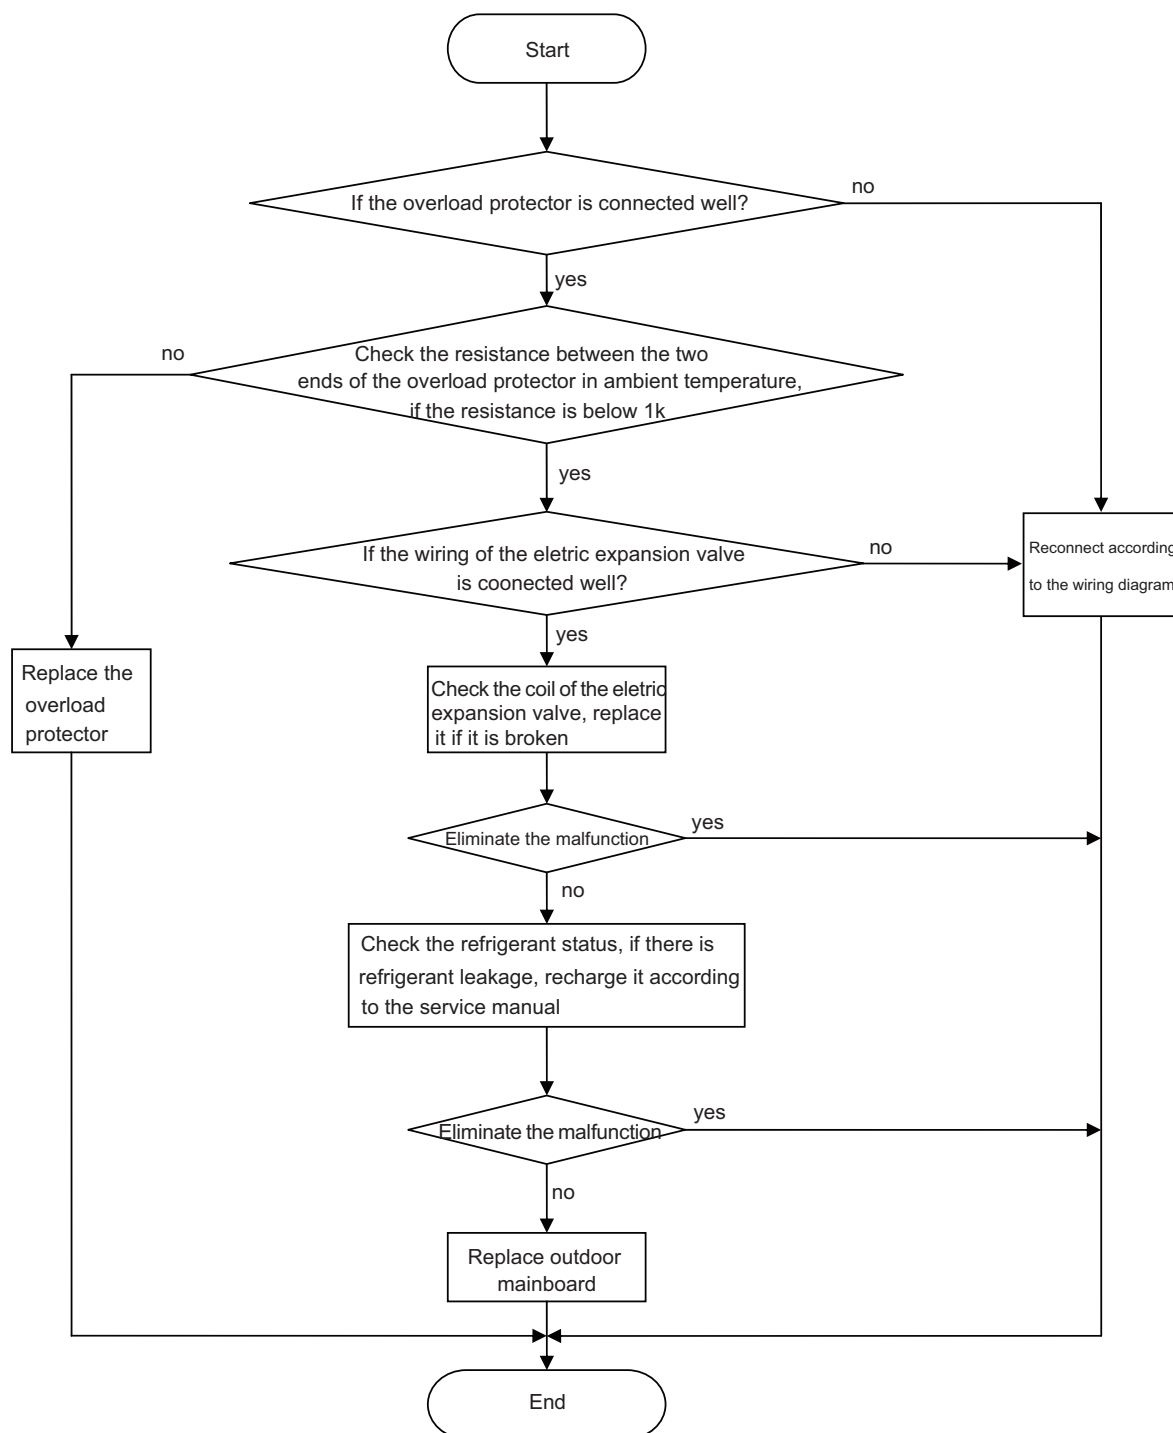 Start
If the overload protector is connected well?
no
yes
Check the resistance between the two
ends of the overload protector in ambient temperature,
if the resistance is below 1k
no
yes
If the wiring of the eletric expansion valve
is coonected well?
no
Reconnect according
to the wiring diagram
yes
Replace the
overload
protector
Check the coil of the eletric
expansion valve, replace
it if it is broken
Eliminate the malfunction
yes
no
Check the refrigerant status, if there is
refrigerant leakage, recharge it according
to the service manual
Eliminate the malfunction
yes
no
Replace outdoor
mainboard
End